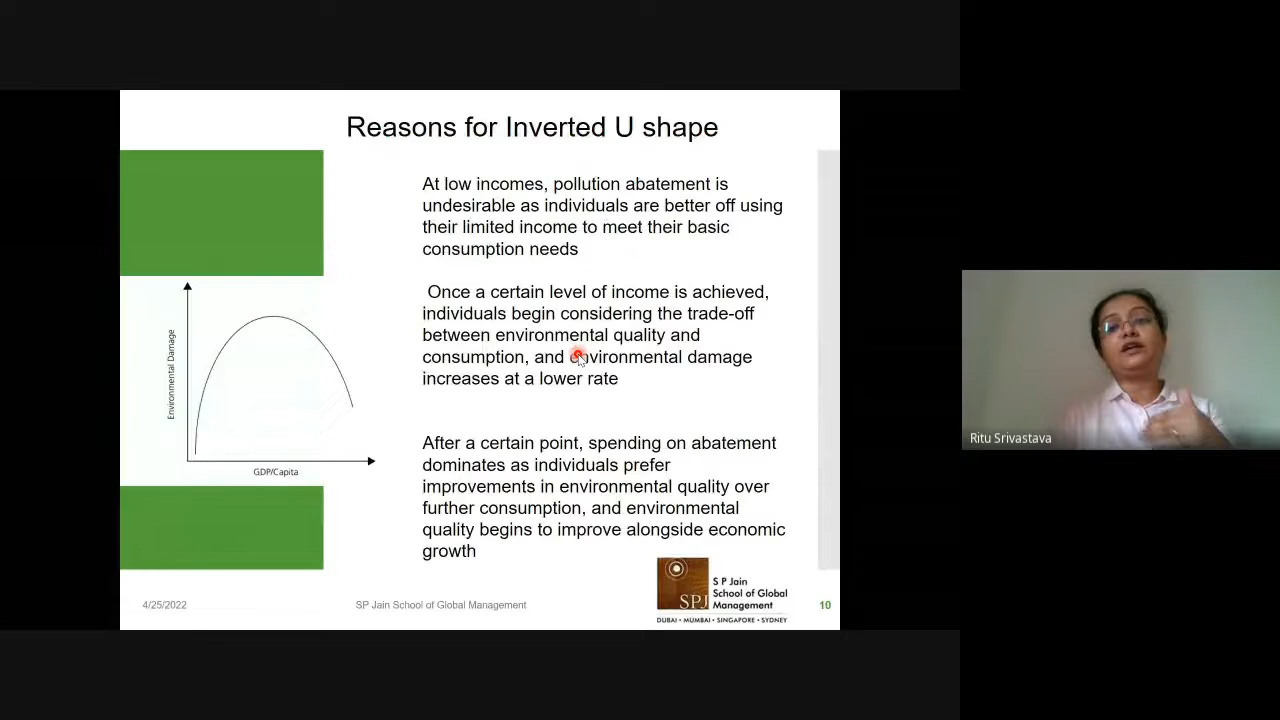 Reasons for Inverted U shape
At low incomes, pollution abatement is
undesirable as individuals are better off using
their limited income to meet their basic
consumption needs
Once a certain level of income is achieved,
individuals begin considering the trade-off
between environmental quality and
consumption, and environmental damage
increases at a lower rate
After a certain point, spending on abatement
dominates as individuals prefer
improvements in environmental quality over
further consumption, and environmental
quality begins to improve alongside economic
growth
Environmental Damage
GDP/Capita
4/25/2022
SP Jain School of Global Management
SPJ
S P Jain
School of Global
Management
DUBAI • MUMBAI • SINGAPORE • SYDNEY
10
Ritu Srivastava